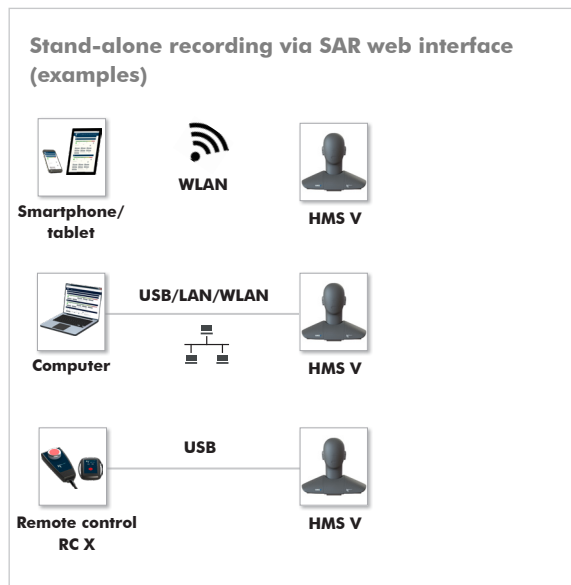 Stand-alone recording via SAR web interface
(examples)
WLAN
Smartphone/
tablet
HMS V
USB/LAN/WLAN
Computer
HMS V
USB
Remote control
RC X
HMS V